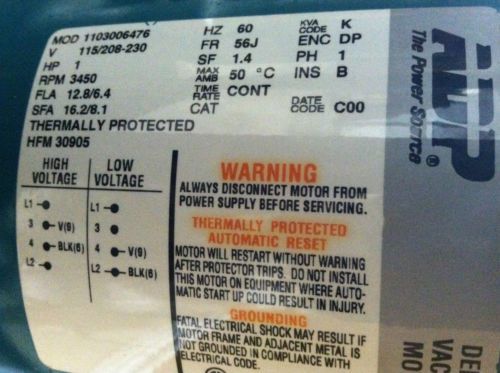 MOD 1103006476
V 115/208-230
HP 1
RPM 3450
FLA 12.8/6.4
SFA 16.2/8.1
THERMALLY PROTECTED
HFM 30905
HZ 60
FR 56J
SF 1.4
MAX AMB 50 °C
TIME RATE CONT
CAT
KVA CODE K
ENC DP
PH 1
INS B
DATE CODE C00
HIGH VOLTAGE
L1
3 V(9)
4 BLK(6)
L2
LOW VOLTAGE
L1
3
4 V(9)
L2 BLK(6)
WARNING
ALWAYS DISCONNECT MOTOR FROM
POWER SUPPLY BEFORE SERVICING.
THERMALLY PROTECTED
AUTOMATIC RESET
MOTOR WILL RESTART WITHOUT WARNING
AFTER PROTECTOR TRIPS. DO NOT INSTALL
THIS MOTOR ON EQUIPMENT WHERE AUTO-
MATIC START UP COULD RESULT IN INJURY.
GROUNDING
FATAL ELECTRICAL SHOCK MAY RESULT IF
MOTOR FRAME AND ADJACENT METAL IS
NOT GROUNDED IN COMPLIANCE WITH
ELECTRICAL CODE.
The Power Source
®